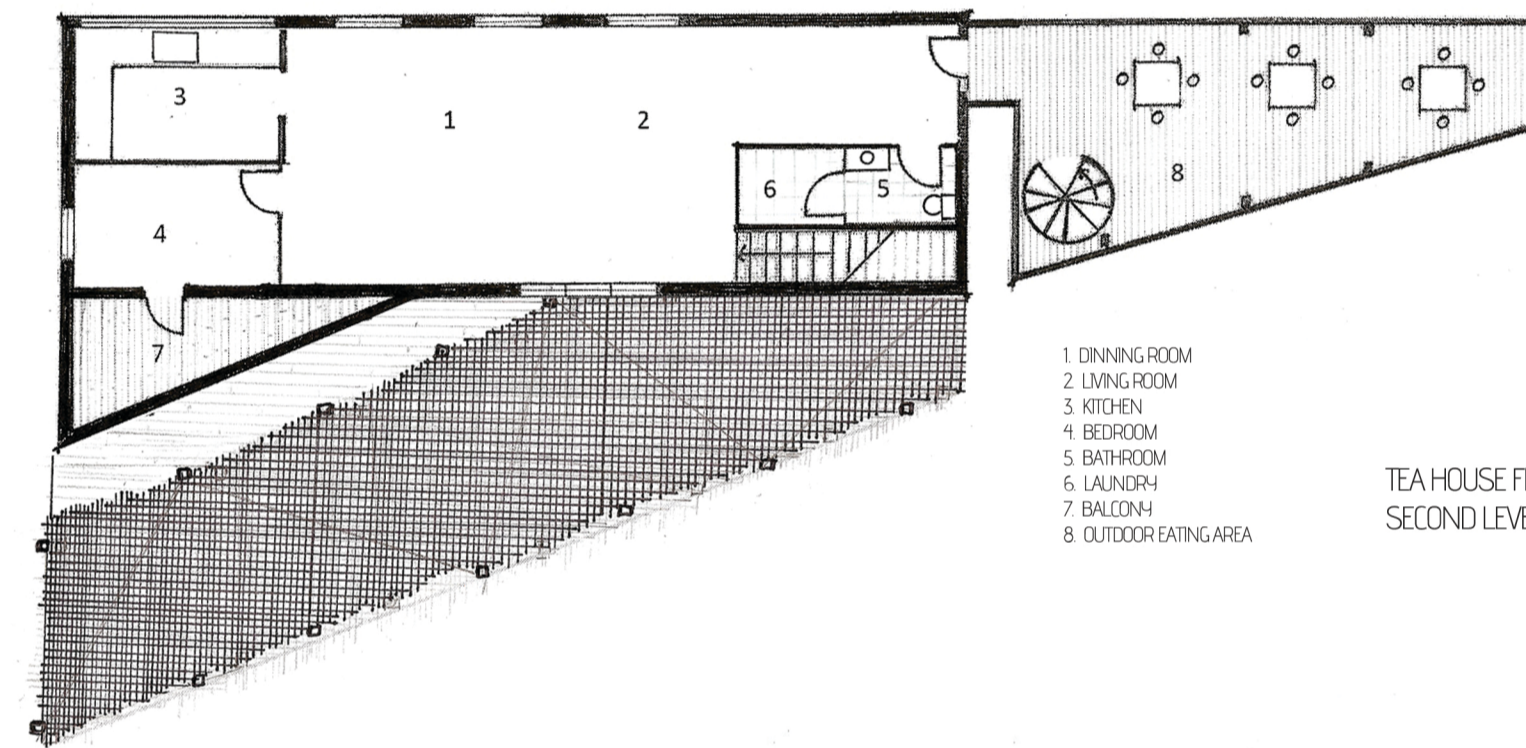 3
1
2
6
5
8
4
7
1. DINNING ROOM
2. LIVING ROOM
3. KITCHEN
4. BEDROOM
5. BATHROOM
6. LAUNDRY
7. BALCONY
8. OUTDOOR EATING AREA
TEA HOUSE
SECOND